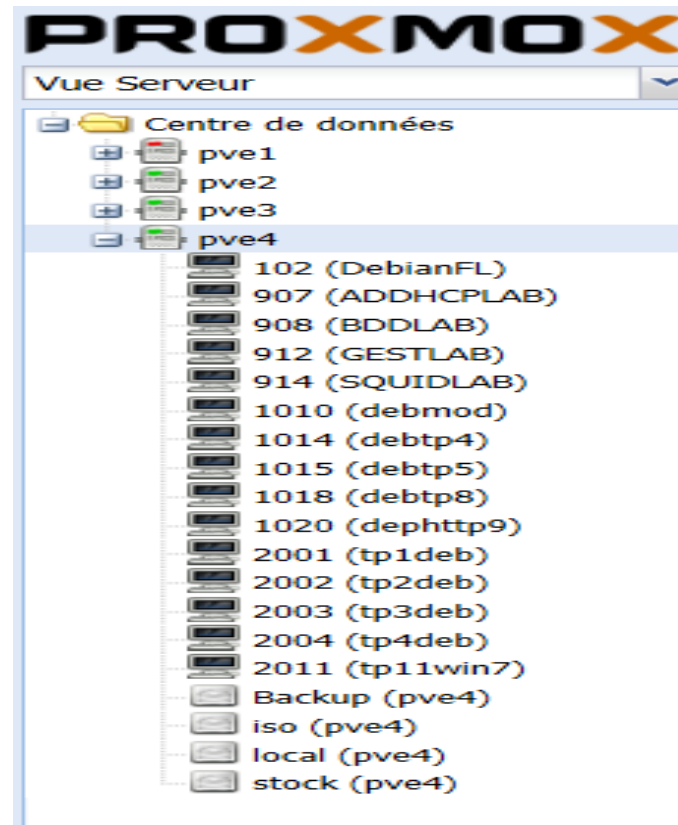 PROXMOX
Vue Serveur
Centre de données
pve1
pve2
pve3
pve4
102 (DebianFL)
907 (ADDHCPLAB)
908 (BDDLAB)
912 (GESTLAB)
914 (SQUIDLAB)
1010 (debmod)
1014 (debtp4)
1015 (debtp5)
1018 (debtp8)
1020 (dephttp9)
2001 (tp1deb)
2002 (tp2deb)
2003 (tp3deb)
2004 (tp4deb)
2011 (tp11win7)
Backup (pve4)
iso (pve4)
local (pve4)
stock (pve4)